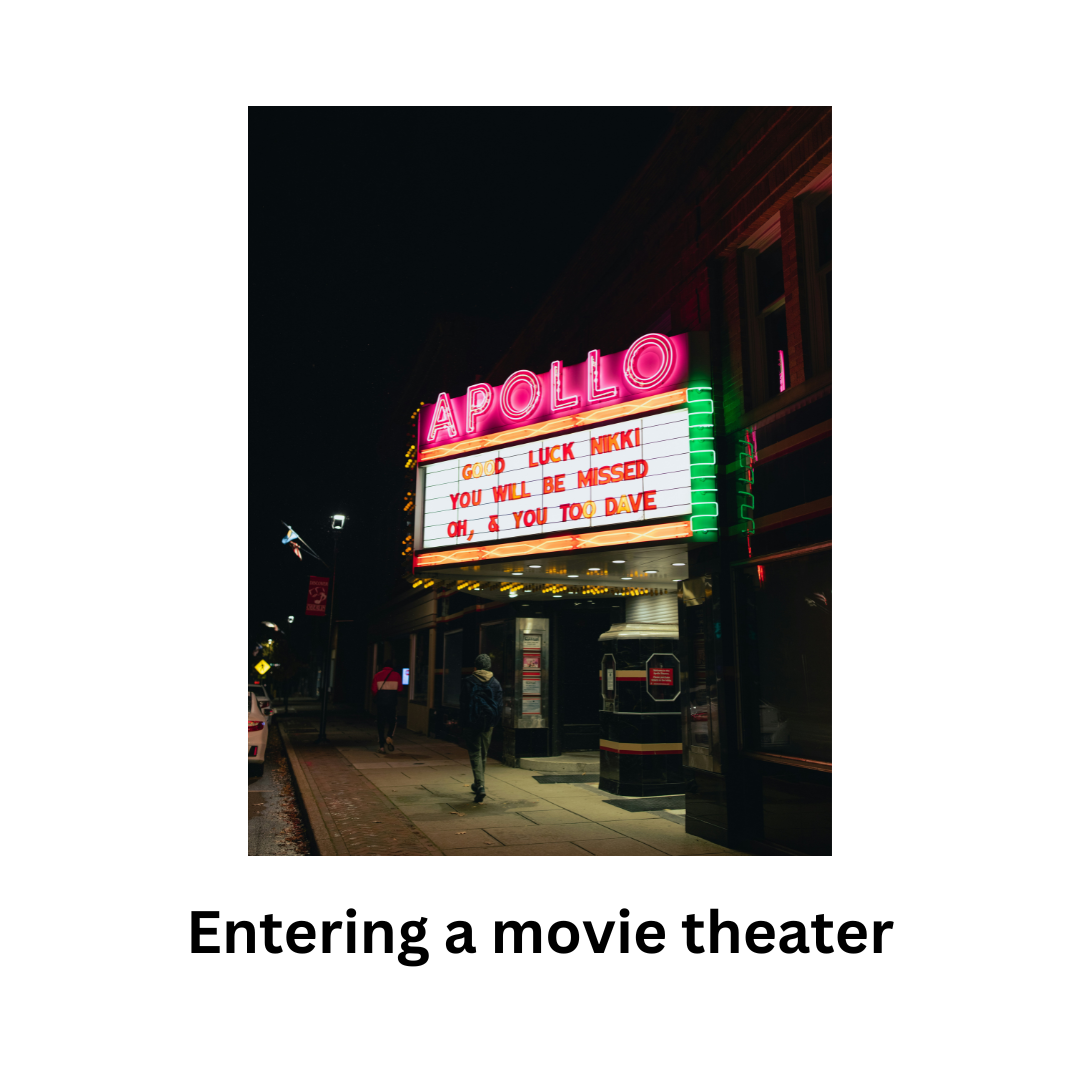 APOLLO
GOOD LUCK NIKKI
YOU WILL BE MISSED
OH, & YOU TOO DAVE
Entering a movie theater